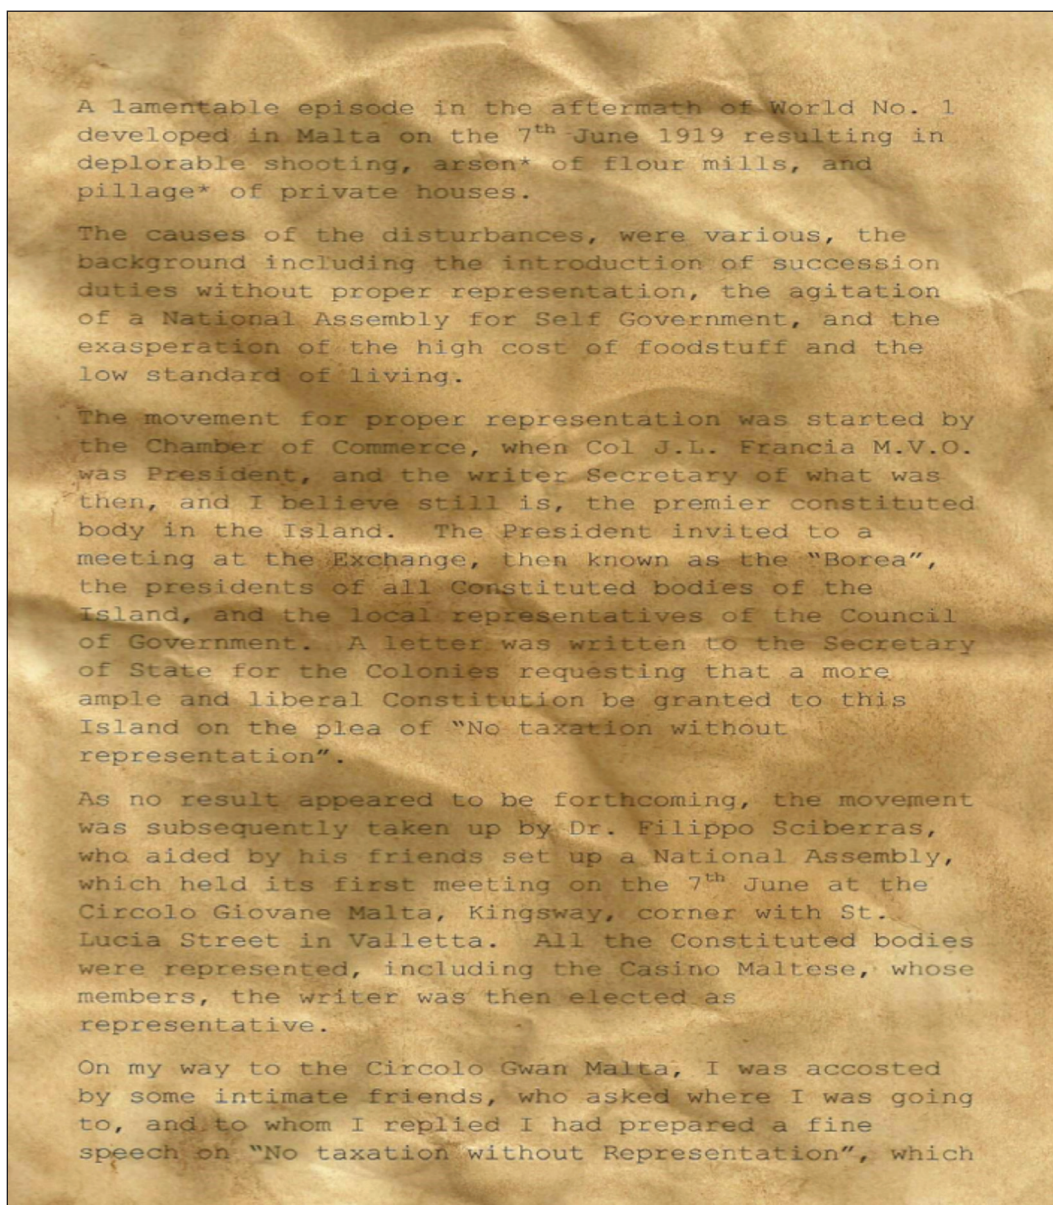 A lamentable episode in the aftermath of World No. 1
developed in Malta on the 7th June 1919 resulting in
deplorable shooting, arson* of flour mills, and
pillage* of private houses.
The causes of the disturbances, were various, the
background including the introduction of succession
duties without proper representation, the agitation
of a National Assembly for Self Government, and the
exasperation of the high cost of foodstuff and the
low standard of living.
The movement for proper representation was started by
the Chamber of Commerce, when Col J.L. Francia M.V.O.
was President, and the writer Secretary of what was
then, and I believe still is, the premier constituted
body in the Island. The President invited to a
meeting at the Exchange, then known as the “Borea”,
the presidents of all Constituted bodies of the
Island, and the local representatives of the Council
of Government. A letter was written to the Secretary
of State for the Colonies requesting that a more
ample and liberal Constitution be granted to this
Island on the plea of “No taxation without
representation”.
As no result appeared to be forthcoming, the movement
was subsequently taken up by Dr. Filippo Sciberras,
who aided by his friends set up a National Assembly,
which held its first meeting on the 7th June at the
Circolo Giovane Malta, Kingsway, corner with St.
Lucia Street in Valletta. All the Constituted bodies
were represented, including the Casino Maltese, whose
members, the writer was then elected as
representative.
On my way to the Circolo Gwan Malta, I was accosted
by some intimate friends, who asked where I was going
to, and to whom I replied I had prepared a fine
speech on “No taxation without Representation”, which